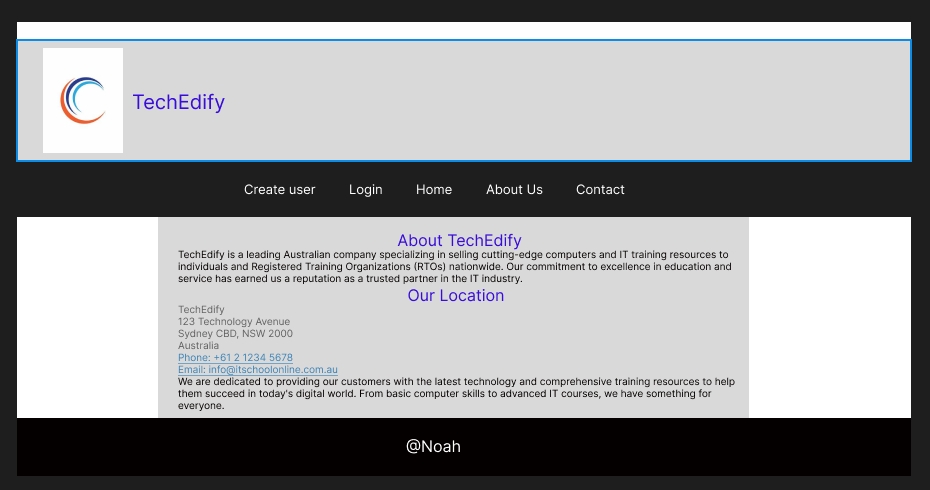 TechEdify
Create user Login Home About Us Contact
About TechEdify
TechEdify is a leading Australian company specializing in selling cutting-edge computers and IT training resources to
individuals and Registered Training Organizations (RTOs) nationwide. Our commitment to excellence in education and
service has earned us a reputation as a trusted partner in the IT industry.
Our Location
TechEdify
123 Technology Avenue
Sydney CBD, NSW 2000
Australia
Phone: +61 2 1234 5678
Email: info@itschoolonline.com.au
We are dedicated to providing our customers with the latest technology and comprehensive training resources to help
them succeed in today's digital world. From basic computer skills to advanced IT courses, we have something for
everyone.
@Noah